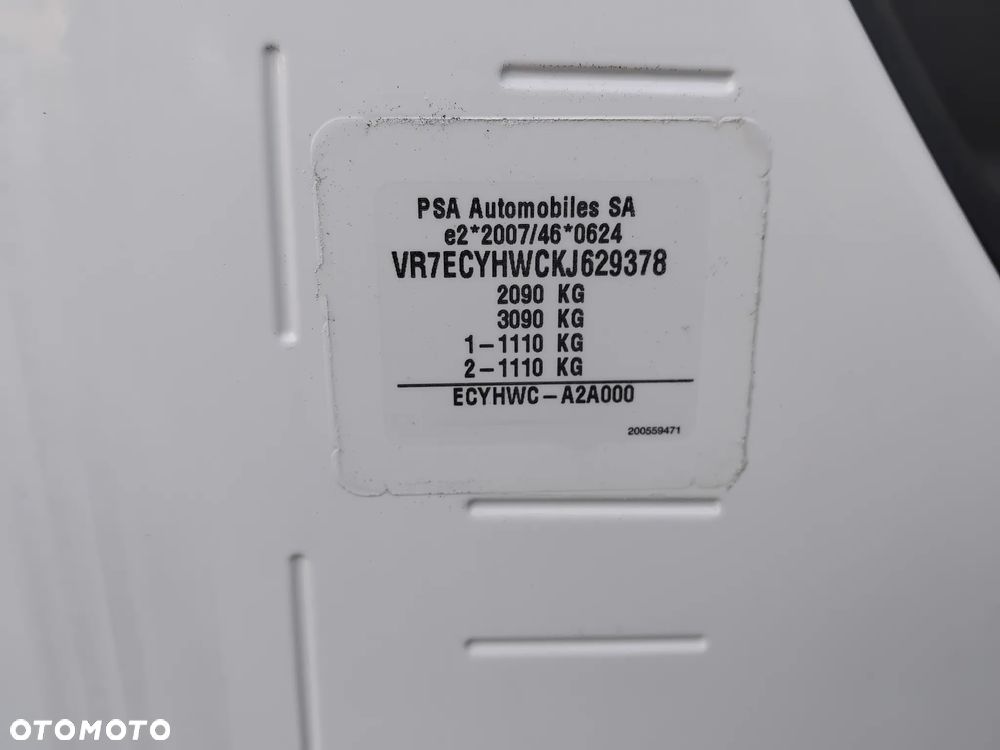 PSA Automobiles SA
e2*2007/46*0624
VR7ECYHWCKJ629378
2090 KG
3090 KG
1-1110 KG
2-1110 KG
ECYHWC-A2A000
200559471
OTOMOTO